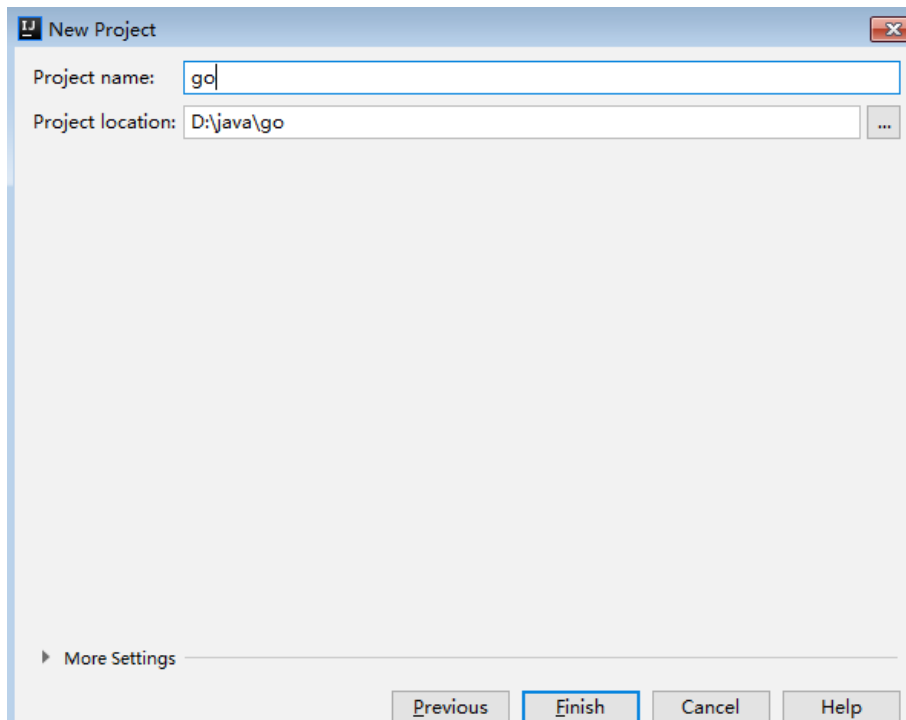 IJ New Project
Project name: go
Project location: D:\java\go ...
More Settings
Previous Finish Cancel Help